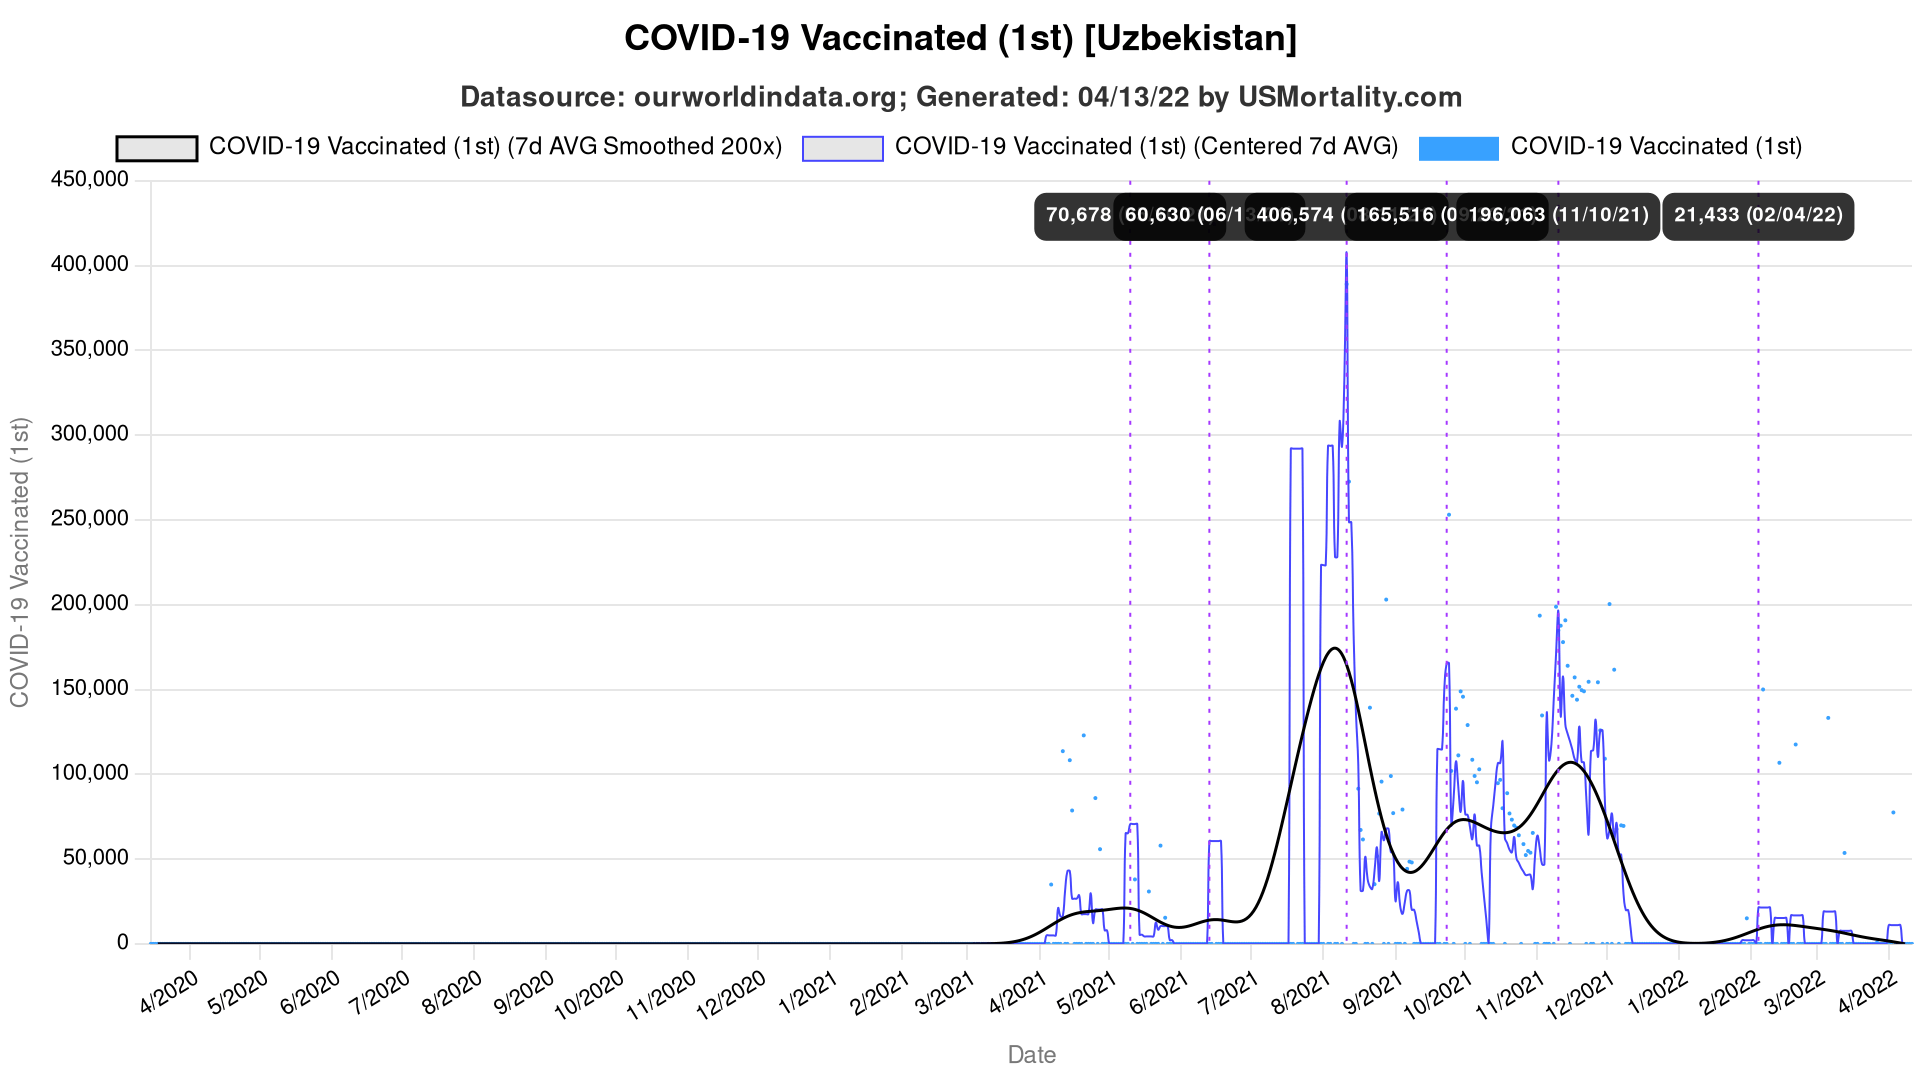 COVID-19 Vaccinated (1st) [Uzbekistan]
Datasource: ourworldindata.org; Generated: 04/13/22 by USMortality.com
COVID-19 Vaccinated (1st) (7d AVG Smoothed 200x) COVID-19 Vaccinated (1st) (Centered 7d AVG) COVID-19 Vaccinated (1st)
70,678 60,630 (06/13 406,574 165,516 (09 196,063 (11/10/21) 21,433 (02/04/22)
450,000
400,000
350,000
300,000
250,000
200,000
150,000
100,000
50,000
0
COVID-19 Vaccinated (1st)
4/2020 5/2020 6/2020 7/2020 8/2020 9/2020 10/2020 11/2020 12/2020 1/2021 2/2021 3/2021 4/2021 5/2021 6/2021 7/2021 8/2021 9/2021 10/2021 11/2021 12/2021 1/2022 2/2022 3/2022 4/2022
Date